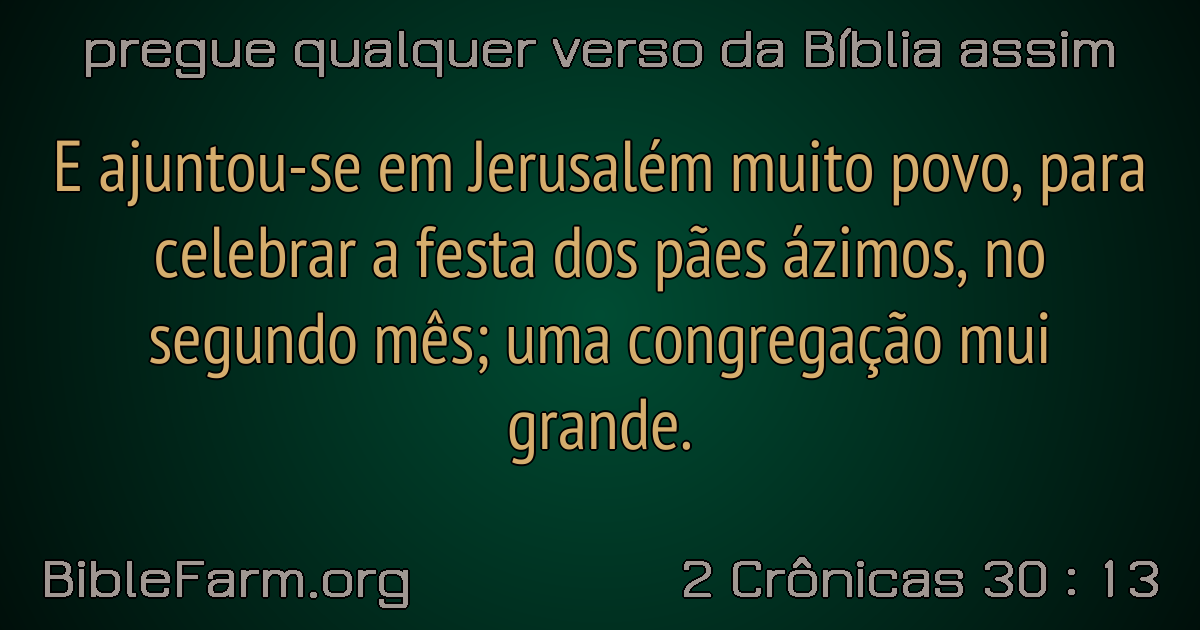 pregue qualquer verso da Bíblia assim
E ajuntou-se em Jerusalém muito povo, para
celebrar a festa dos pães ázimos, no
segundo mês; uma congregação mui
grande.
BibleFarm.org
2 Crônicas 30 : 13